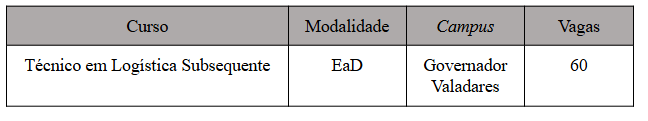 Curso Modalidade Campus Vagas
Técnico em Logística Subsequente EaD Governador 60
Valadares